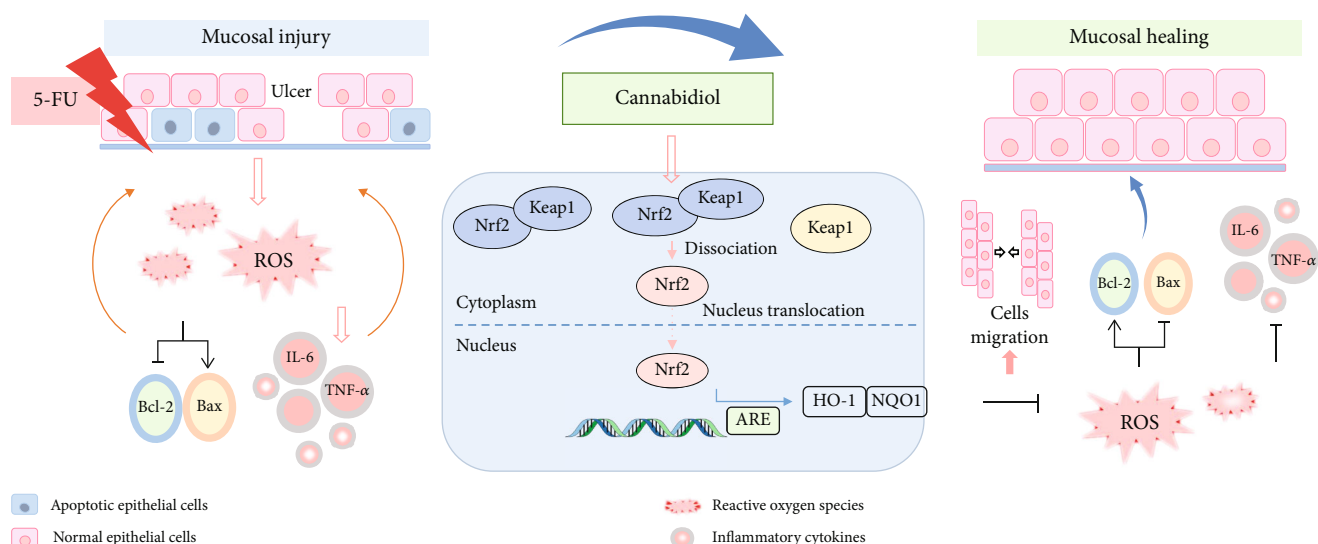 Mucosal injury
5-FU
Ulcer
ROS
Bcl-2
Bax
IL-6
TNF-α
Cannabidiol
Nrf2
Keap1
Nrf2
Keap1
Keap1
Dissociation
Nrf2
Cytoplasm
Nucleus translocation
Nucleus
Nrf2
ARE
HO-1
NQO1
Mucosal healing
Cells
migration
Bcl-2
Bax
IL-6
TNF-α
ROS
Apoptotic epithelial cells
Normal epithelial cells
Reactive oxygen species
Inflammatory cytokines